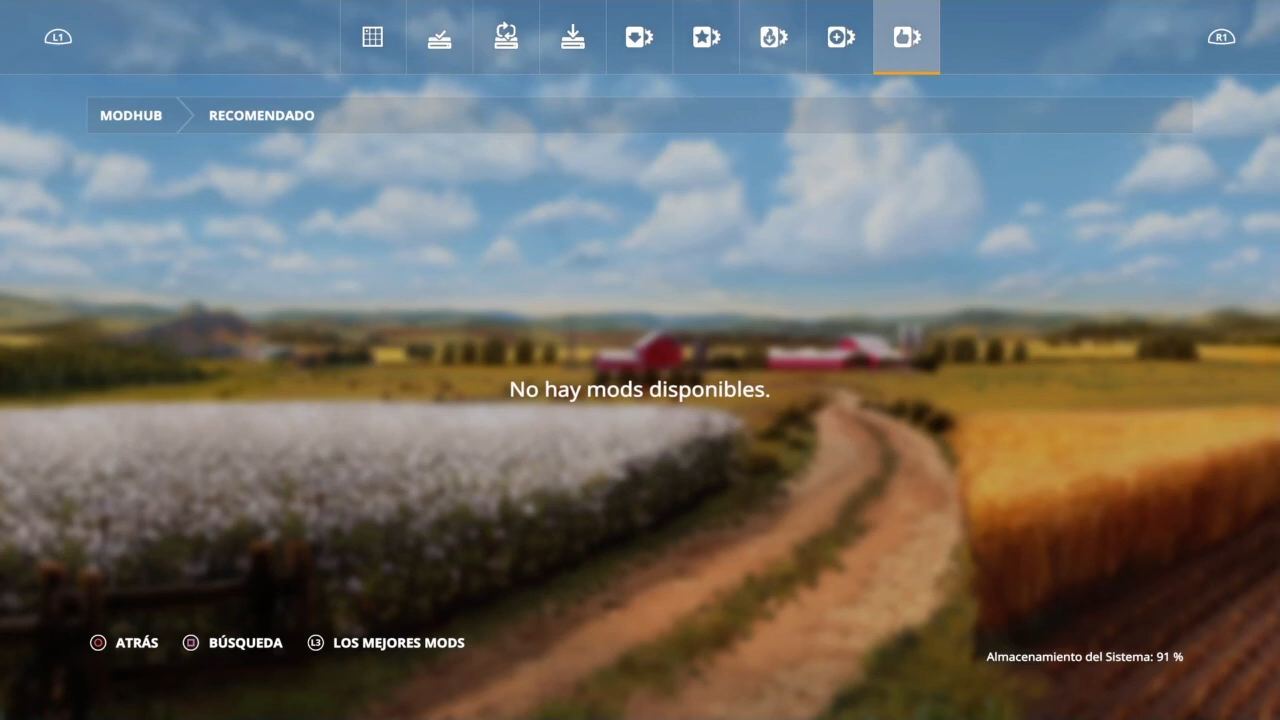 L1
R1
MODHUB
RECOMENDADO
No hay mods disponibles.
ATRÁS
BÚSQUEDA
L3 LOS MEJORES MODS
Almacenamiento del Sistema: 91 %